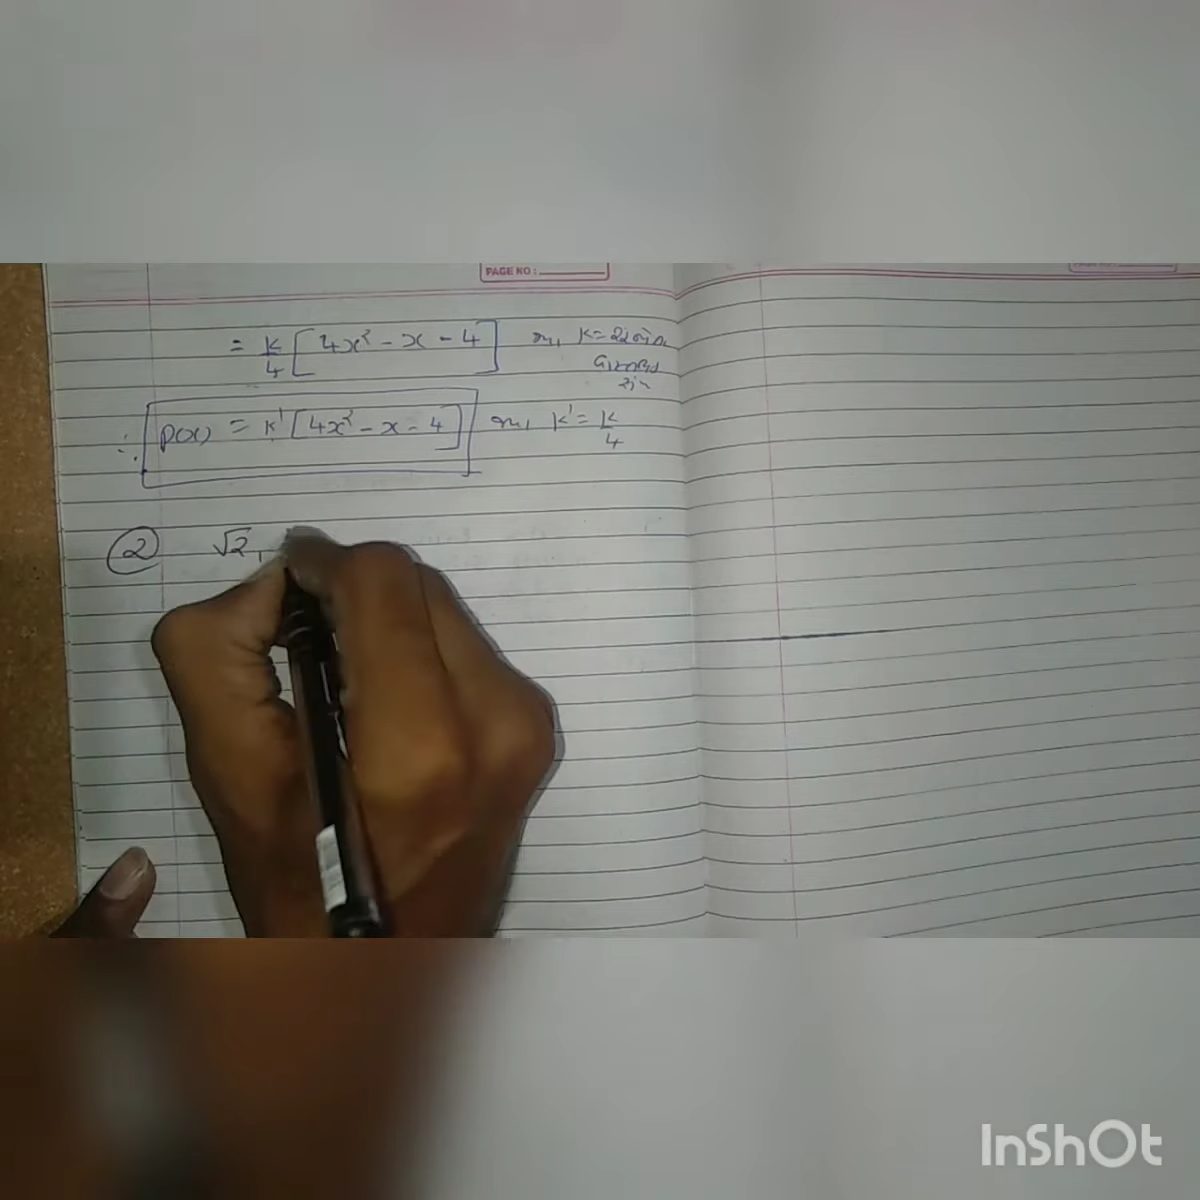 PAGE NO :
= k/4 [4x² - x - 4] k =
∴ p(x) = k' [4x² - x - 4] k' = k/4
② √2,
InShOt